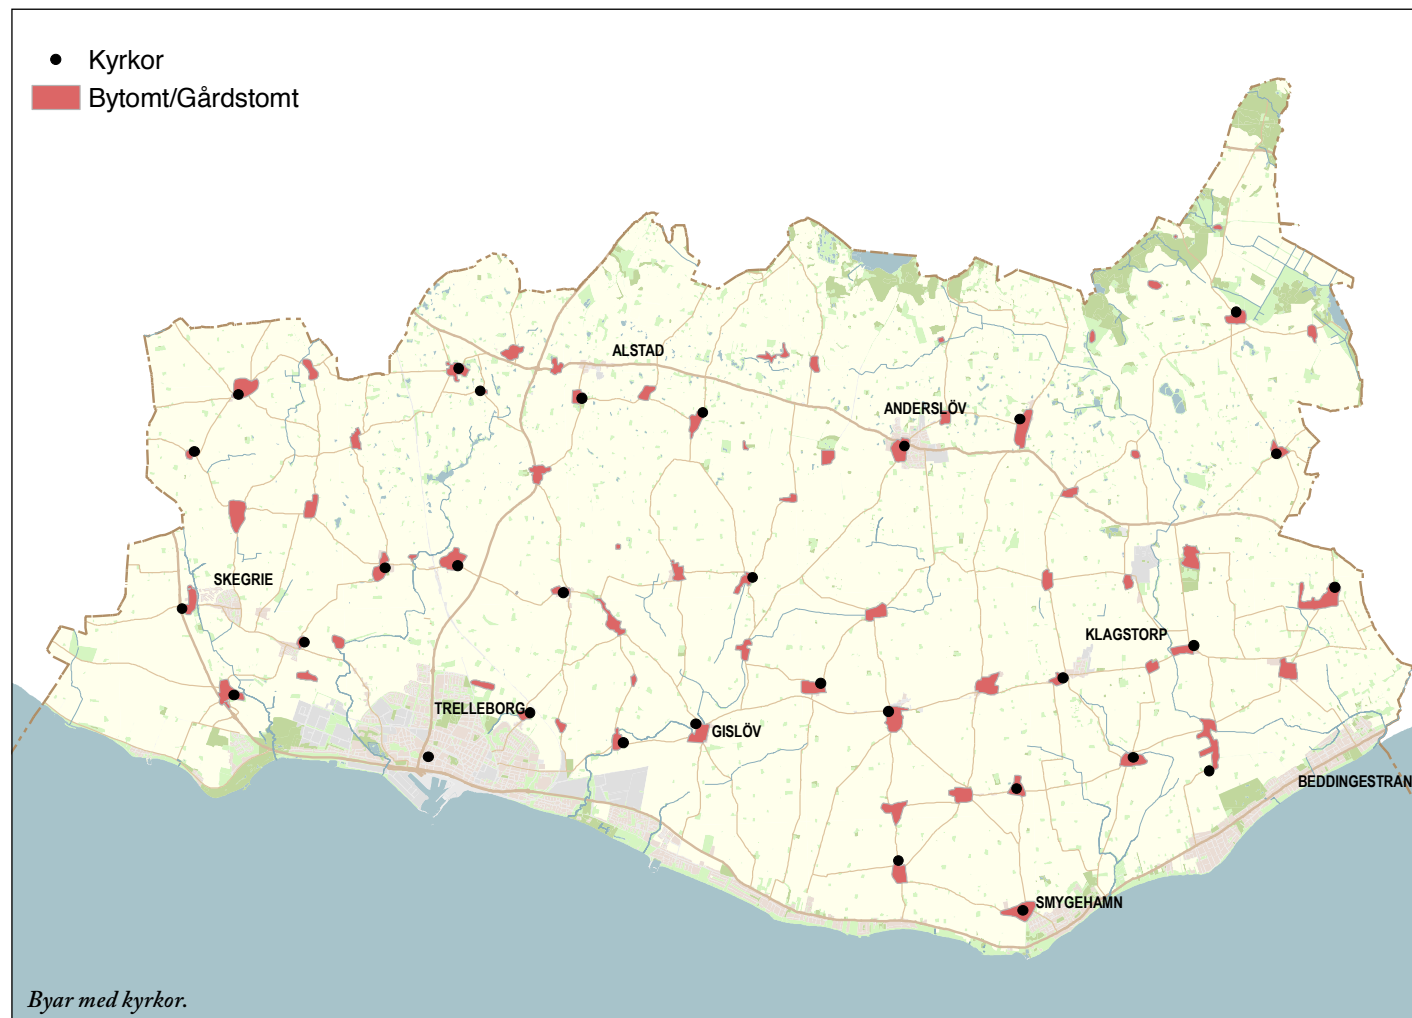 Kyrkor
Bytomt/Gårdstomt
ALSTAD
ANDERSLÖV
SKEGRIE
KLAGSTORP
TRELLEBORG
GISLÖV
BEDDINGESTRAN
SMYGEHAMN
Byar med kyrkor.